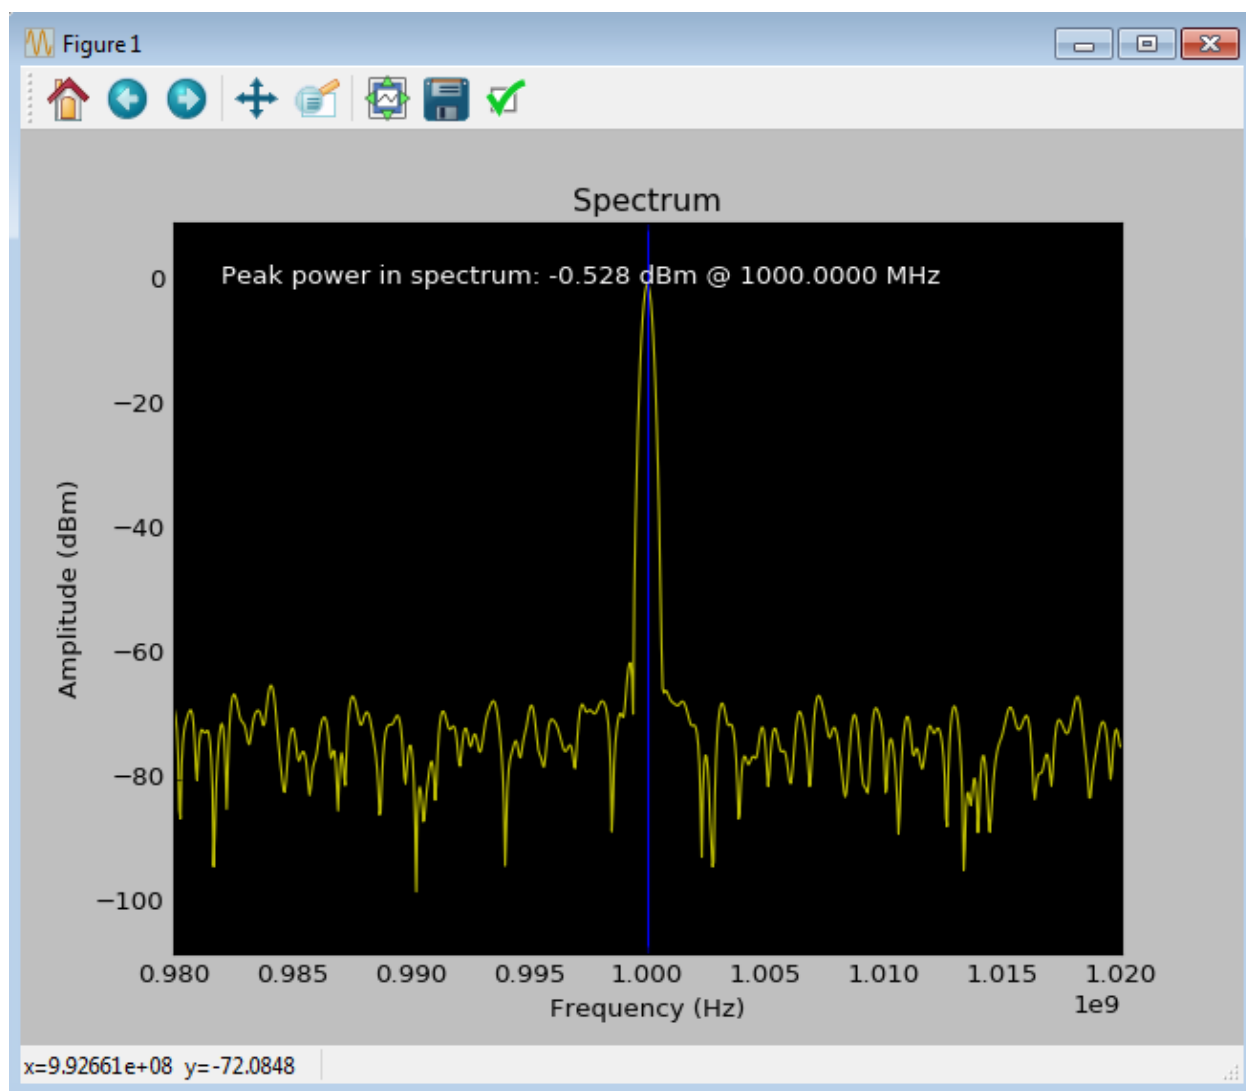 Figure 1
Spectrum
Peak power in spectrum: -0.528 dBm @ 1000.0000 MHz
0
−20
−40
−60
−80
−100
Amplitude (dBm)
0.980 0.985 0.990 0.995 1.000 1.005 1.010 1.015 1.020
1e9
Frequency (Hz)
x=9.92661e+08 y=-72.0848